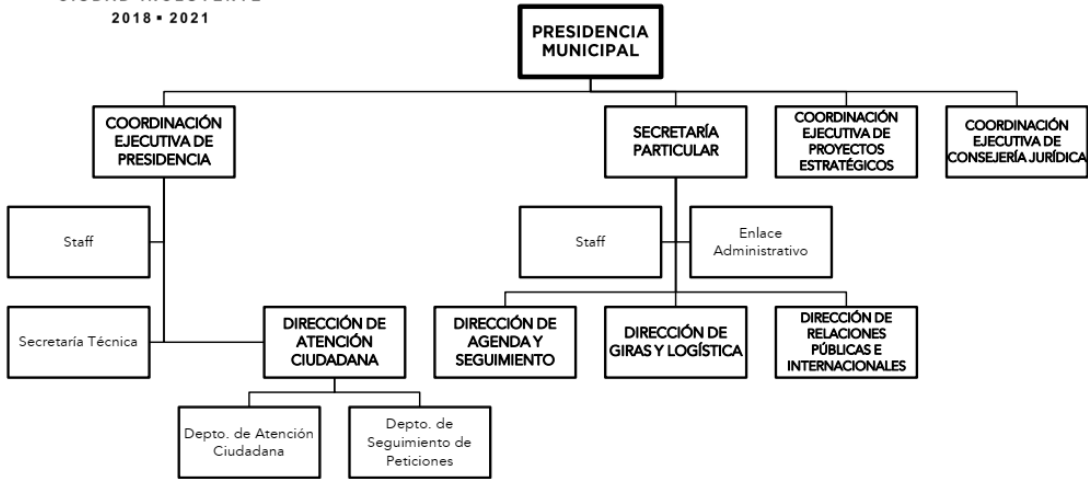 2018 ▪ 2021
PRESIDENCIA
MUNICIPAL
COORDINACIÓN
EJECUTIVA DE
PRESIDENCIA
SECRETARÍA
PARTICULAR
COORDINACIÓN
EJECUTIVA DE
PROYECTOS
ESTRATÉGICOS
COORDINACIÓN
EJECUTIVA DE
CONSEJERÍA JURÍDICA
Staff
Staff
Enlace
Administrativo
Secretaría Técnica
DIRECCIÓN DE
ATENCIÓN
CIUDADANA
DIRECCIÓN DE
AGENDA Y
SEGUIMIENTO
DIRECCIÓN DE
GIRAS Y LOGÍSTICA
DIRECCIÓN DE
RELACIONES
PÚBLICAS E
INTERNACIONALES
Depto. de Atención
Ciudadana
Depto. de
Seguimiento de
Peticiones